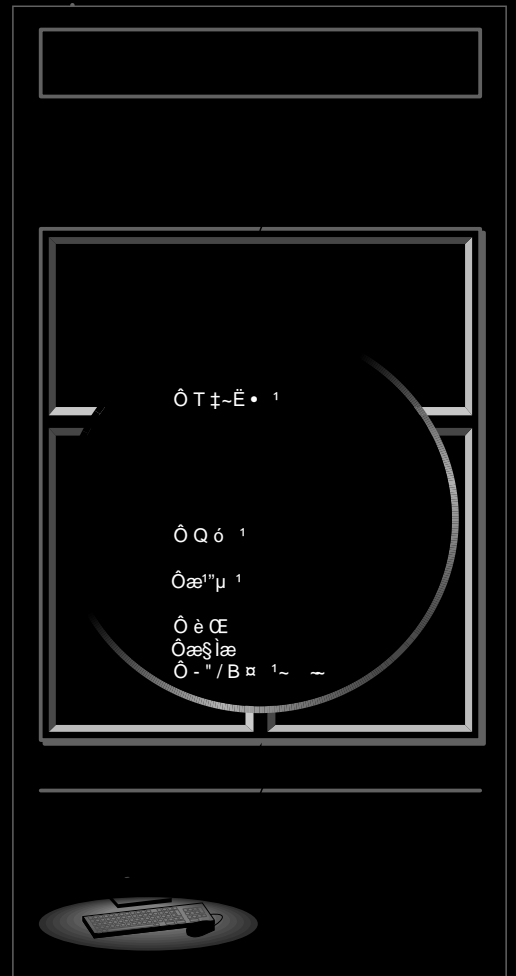 Ô T ‡~Ë • ¹
Ô Q ó ¹
Ôæ¹”µ ¹
Ô è Œ
Ôæ§Ìæ
Ô - " / B ¤ ¹~ ~~